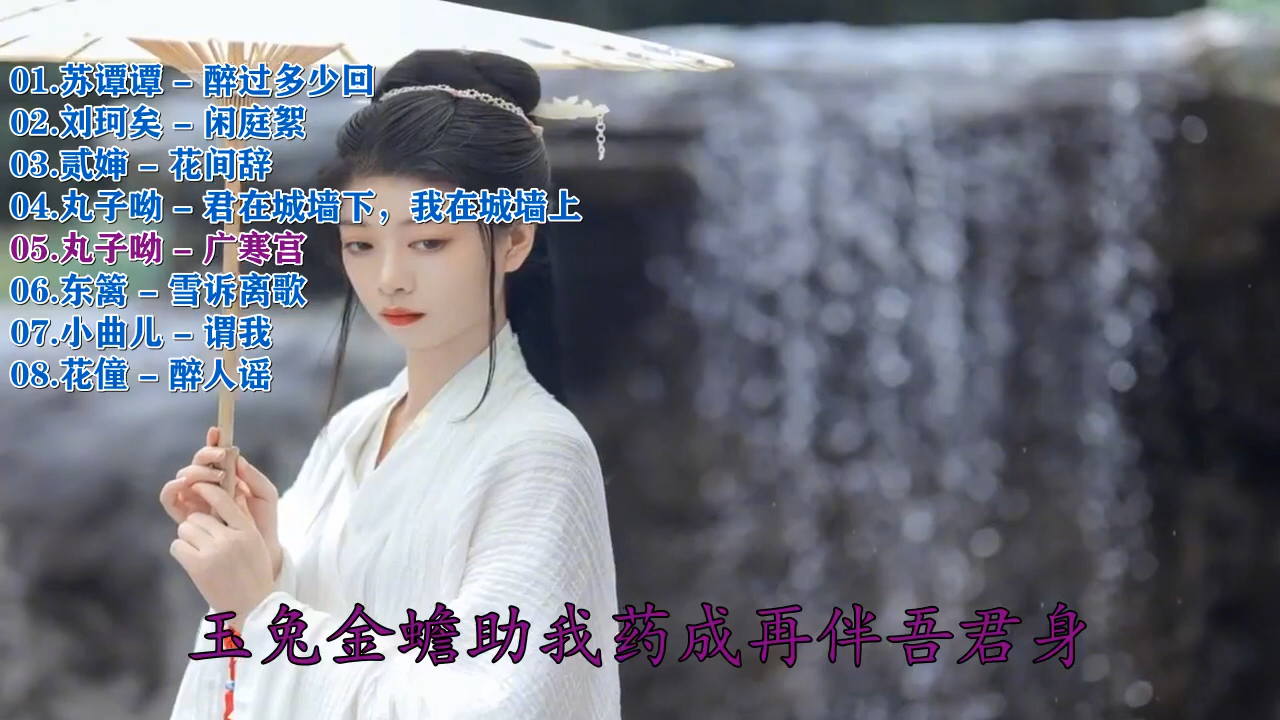 01.苏谭谭 – 醉过多少回
02.刘珂矣 – 闲庭絮
03.贰婶 – 花间辞
04.丸子呦 – 君在城墙下，我在城墙上
05.丸子呦 – 广寒宫
06.东篱 – 雪诉离歌
07.小曲儿 – 谓我
08.花僮 – 醉人谣
玉兔金蟾助我药成再伴吾君身